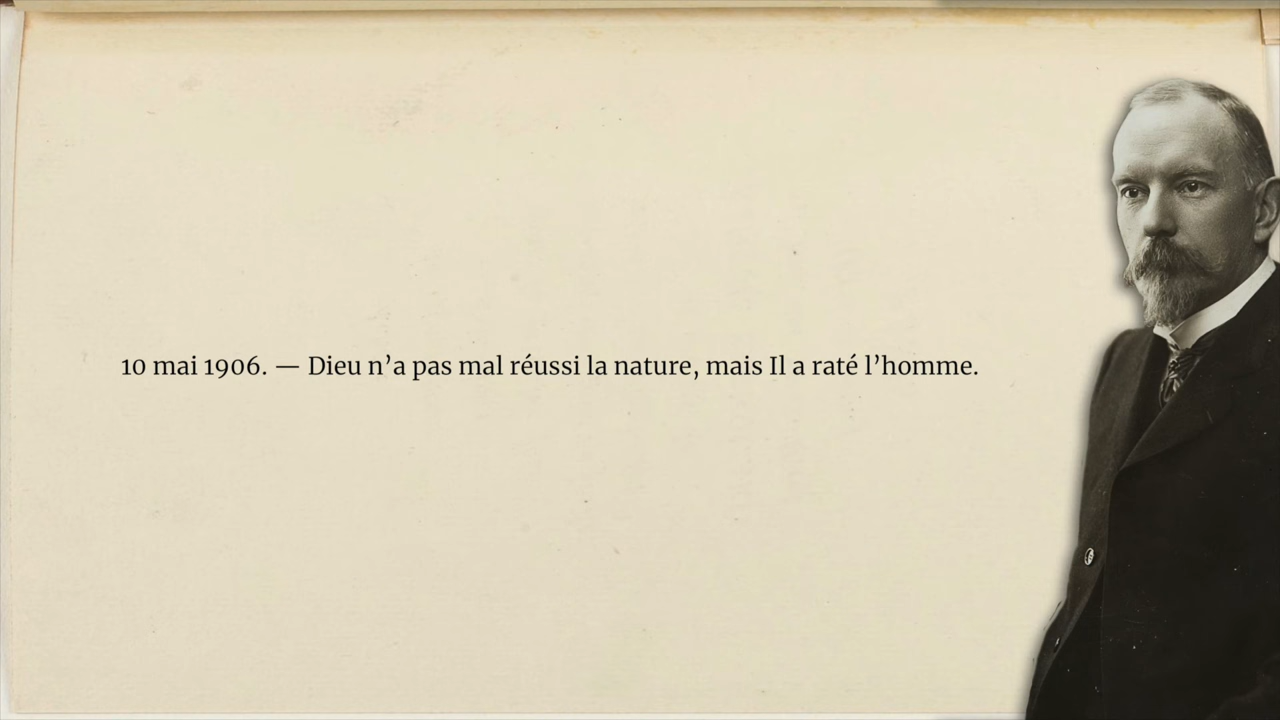 10 mai 1906. — Dieu n’a pas mal réussi la nature, mais Il a raté l’homme.